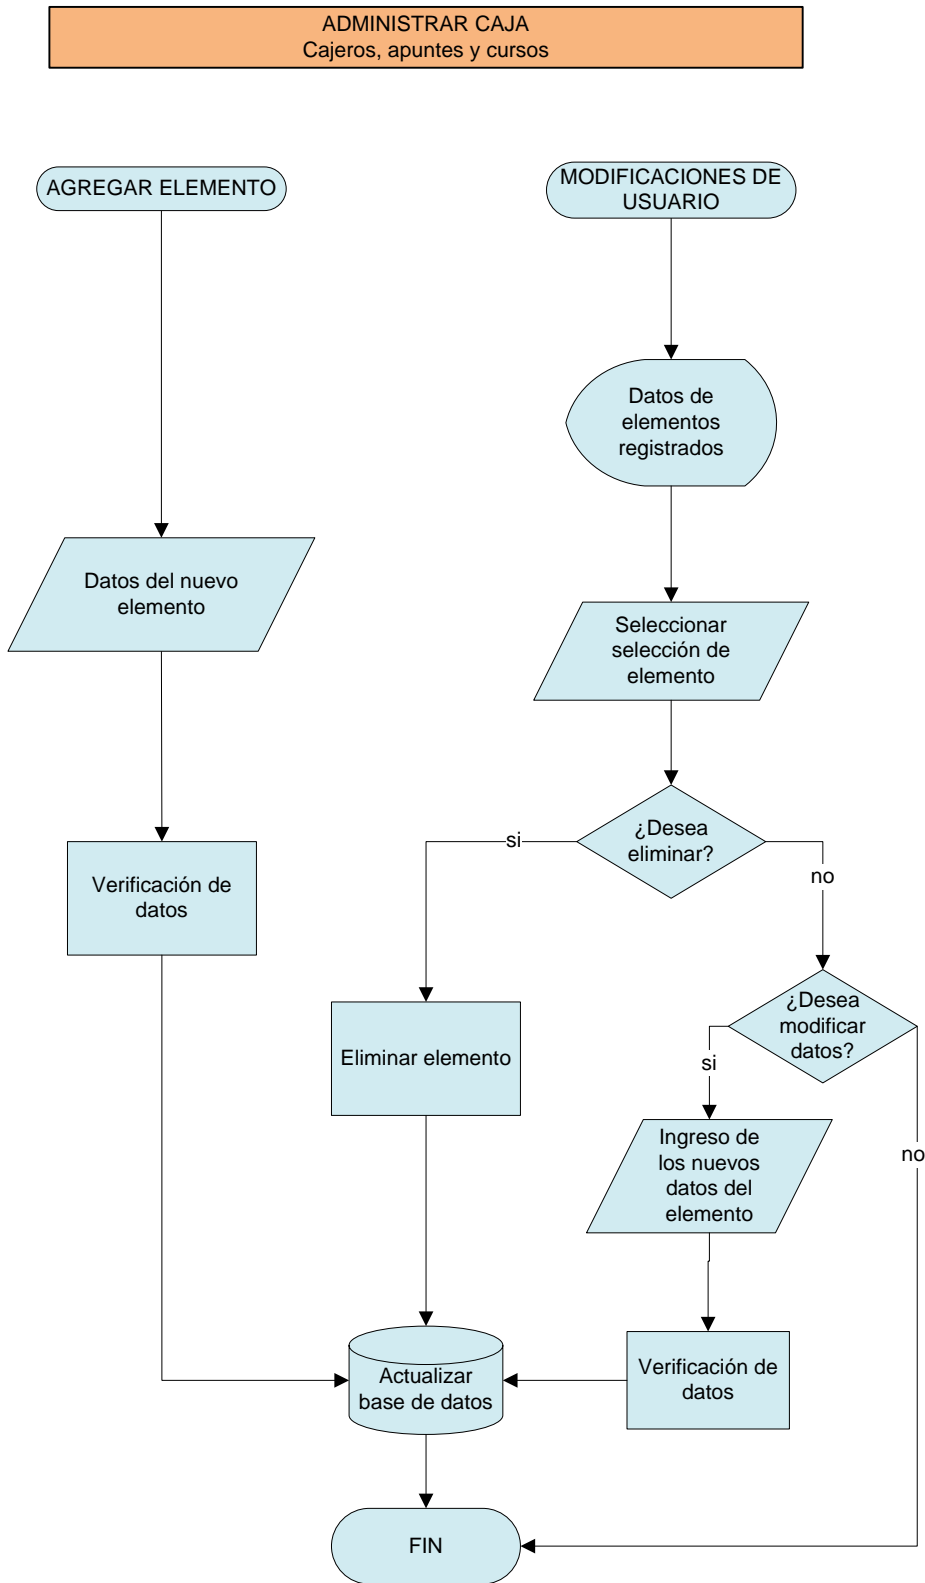 ADMINISTRAR CAJA
Cajeros, apuntes y cursos
AGREGAR ELEMENTO
MODIFICACIONES DE
USUARIO
Datos de
elementos
registrados
Datos del nuevo
elemento
Seleccionar
selección de
elemento
¿Desea
eliminar?
si
no
Verificación de
datos
¿Desea
modificar
datos?
Eliminar elemento
si
no
Ingreso de
los nuevos
datos del
elemento
Actualizar
base de datos
Verificación de
datos
FIN